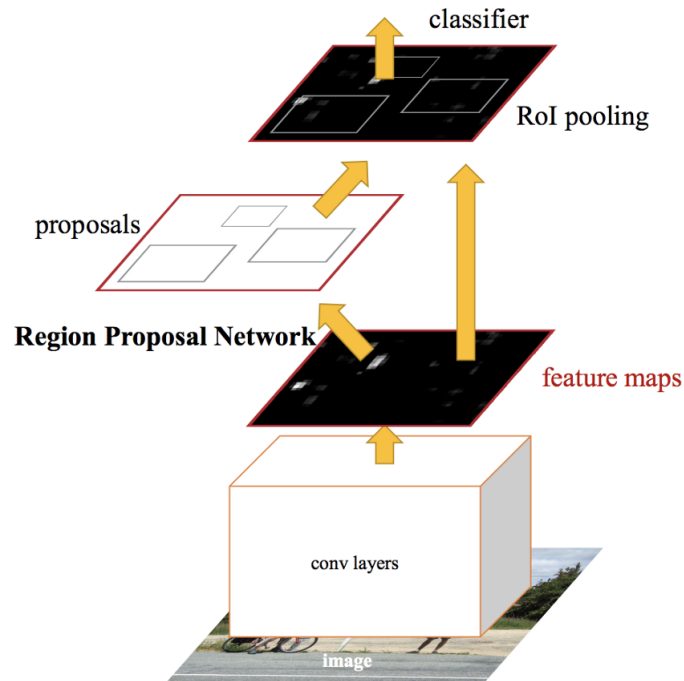 classifier
RoI pooling
proposals
Region Proposal Network
feature maps
conv layers
image